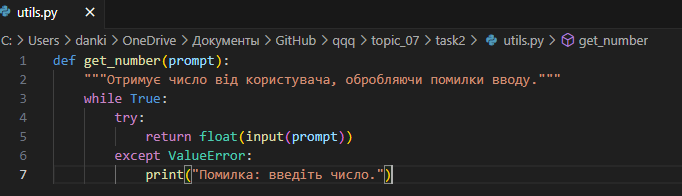 utils.py
C: > Users > danki > OneDrive > Документы > GitHub > qqq > topic_07 > task2 > utils.py > get_number
1 def get_number(prompt):
2     """Отримує число від користувача, обробляючи помилки вводу."""
3     while True:
4         try:
5             return float(input(prompt))
6         except ValueError:
7             print("Помилка: введіть число.")